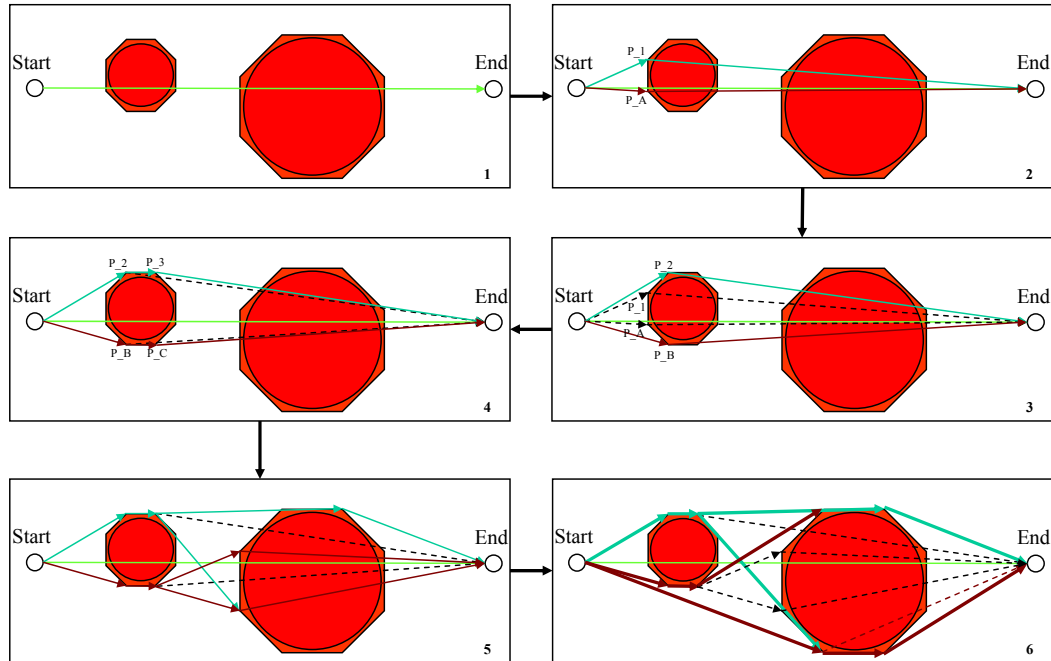 Start
End
1
Start
P_1
P_A
End
2
Start
P_2
P_3
P_B
P_C
End
4
Start
P_2
P_1
P_A
P_B
End
3
Start
End
5
Start
End
6